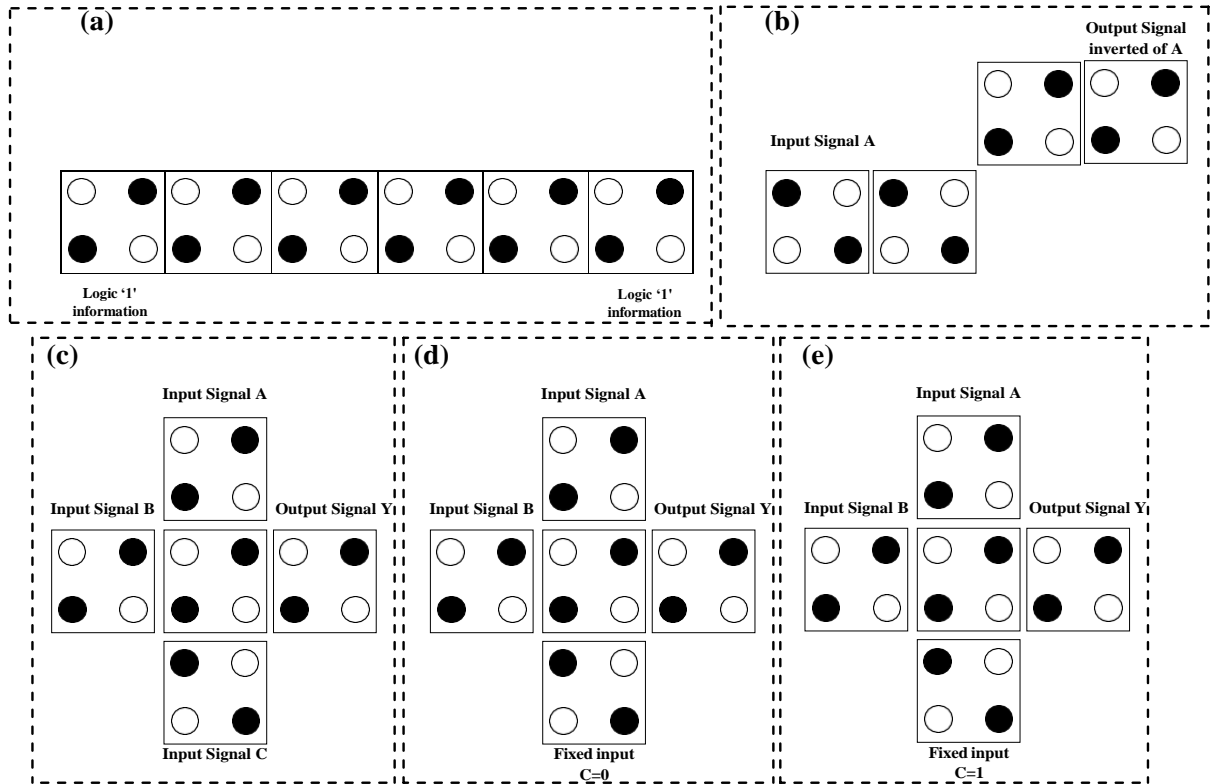 (a)
Logic ‘1'
information
Logic ‘1'
information
(b)
Output Signal
inverted of A
Input Signal A
(c)
Input Signal A
Input Signal B
Output Signal Y
Input Signal C
(d)
Input Signal A
Input Signal B
Output Signal Y
Fixed input
C=0
(e)
Input Signal A
Input Signal B
Output Signal Y
Fixed input
C=1